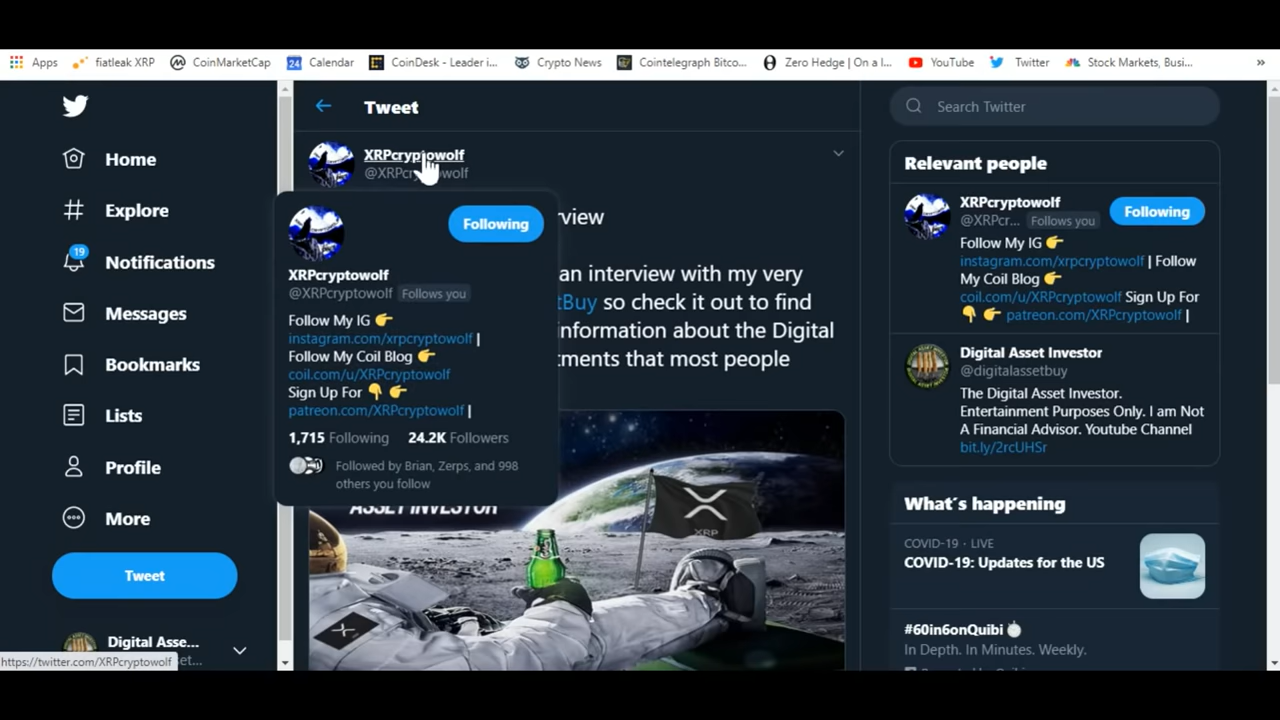 Apps
fiatleak XRP
CoinMarketCap
Calendar
CoinDesk - Leader i...
Crypto News
Cointelegraph Bitco...
Zero Hedge | On a l...
YouTube
Twitter
Stock Markets, Busi...
»
Home
Explore
19
Notifications
Messages
Bookmarks
Lists
Profile
More
Tweet
Digital Asse...
https://twitter.com/XRPcryptowolf
Tweet
XRPcryptowolf
Following
XRPcryptowolf
@XRPcryptowolf Follows you
Follow My IG 👉
instagram.com/xrpcryptowolf |
Follow My Coil Blog 👉
coil.com/u/XRPcryptowolf
Sign Up For 👇 👉
patreon.com/XRPcryptowolf |
1,715 Following 24.2K Followers
Followed by Brian, Zerps, and 998
others you follow
an interview with my very
so check it out to find
information about the Digital
that most people
ASSET INVESTOR
XRP
Search Twitter
Relevant people
XRPcryptowolf
@XRPcr... Follows you
Following
Follow My IG 👉
instagram.com/xrpcryptowolf | Follow
My Coil Blog 👉
coil.com/u/XRPcryptowolf Sign Up For
👇 👉 patreon.com/XRPcryptowolf |
Digital Asset Investor
@digitalassetbuy
The Digital Asset Investor.
Entertainment Purposes Only. I am Not
A Financial Advisor. Youtube Channel
bit.ly/2rcUHSr
What's happening
COVID-19 · LIVE
COVID-19: Updates for the US
#60in6onQuibi
In Depth. In Minutes. Weekly.